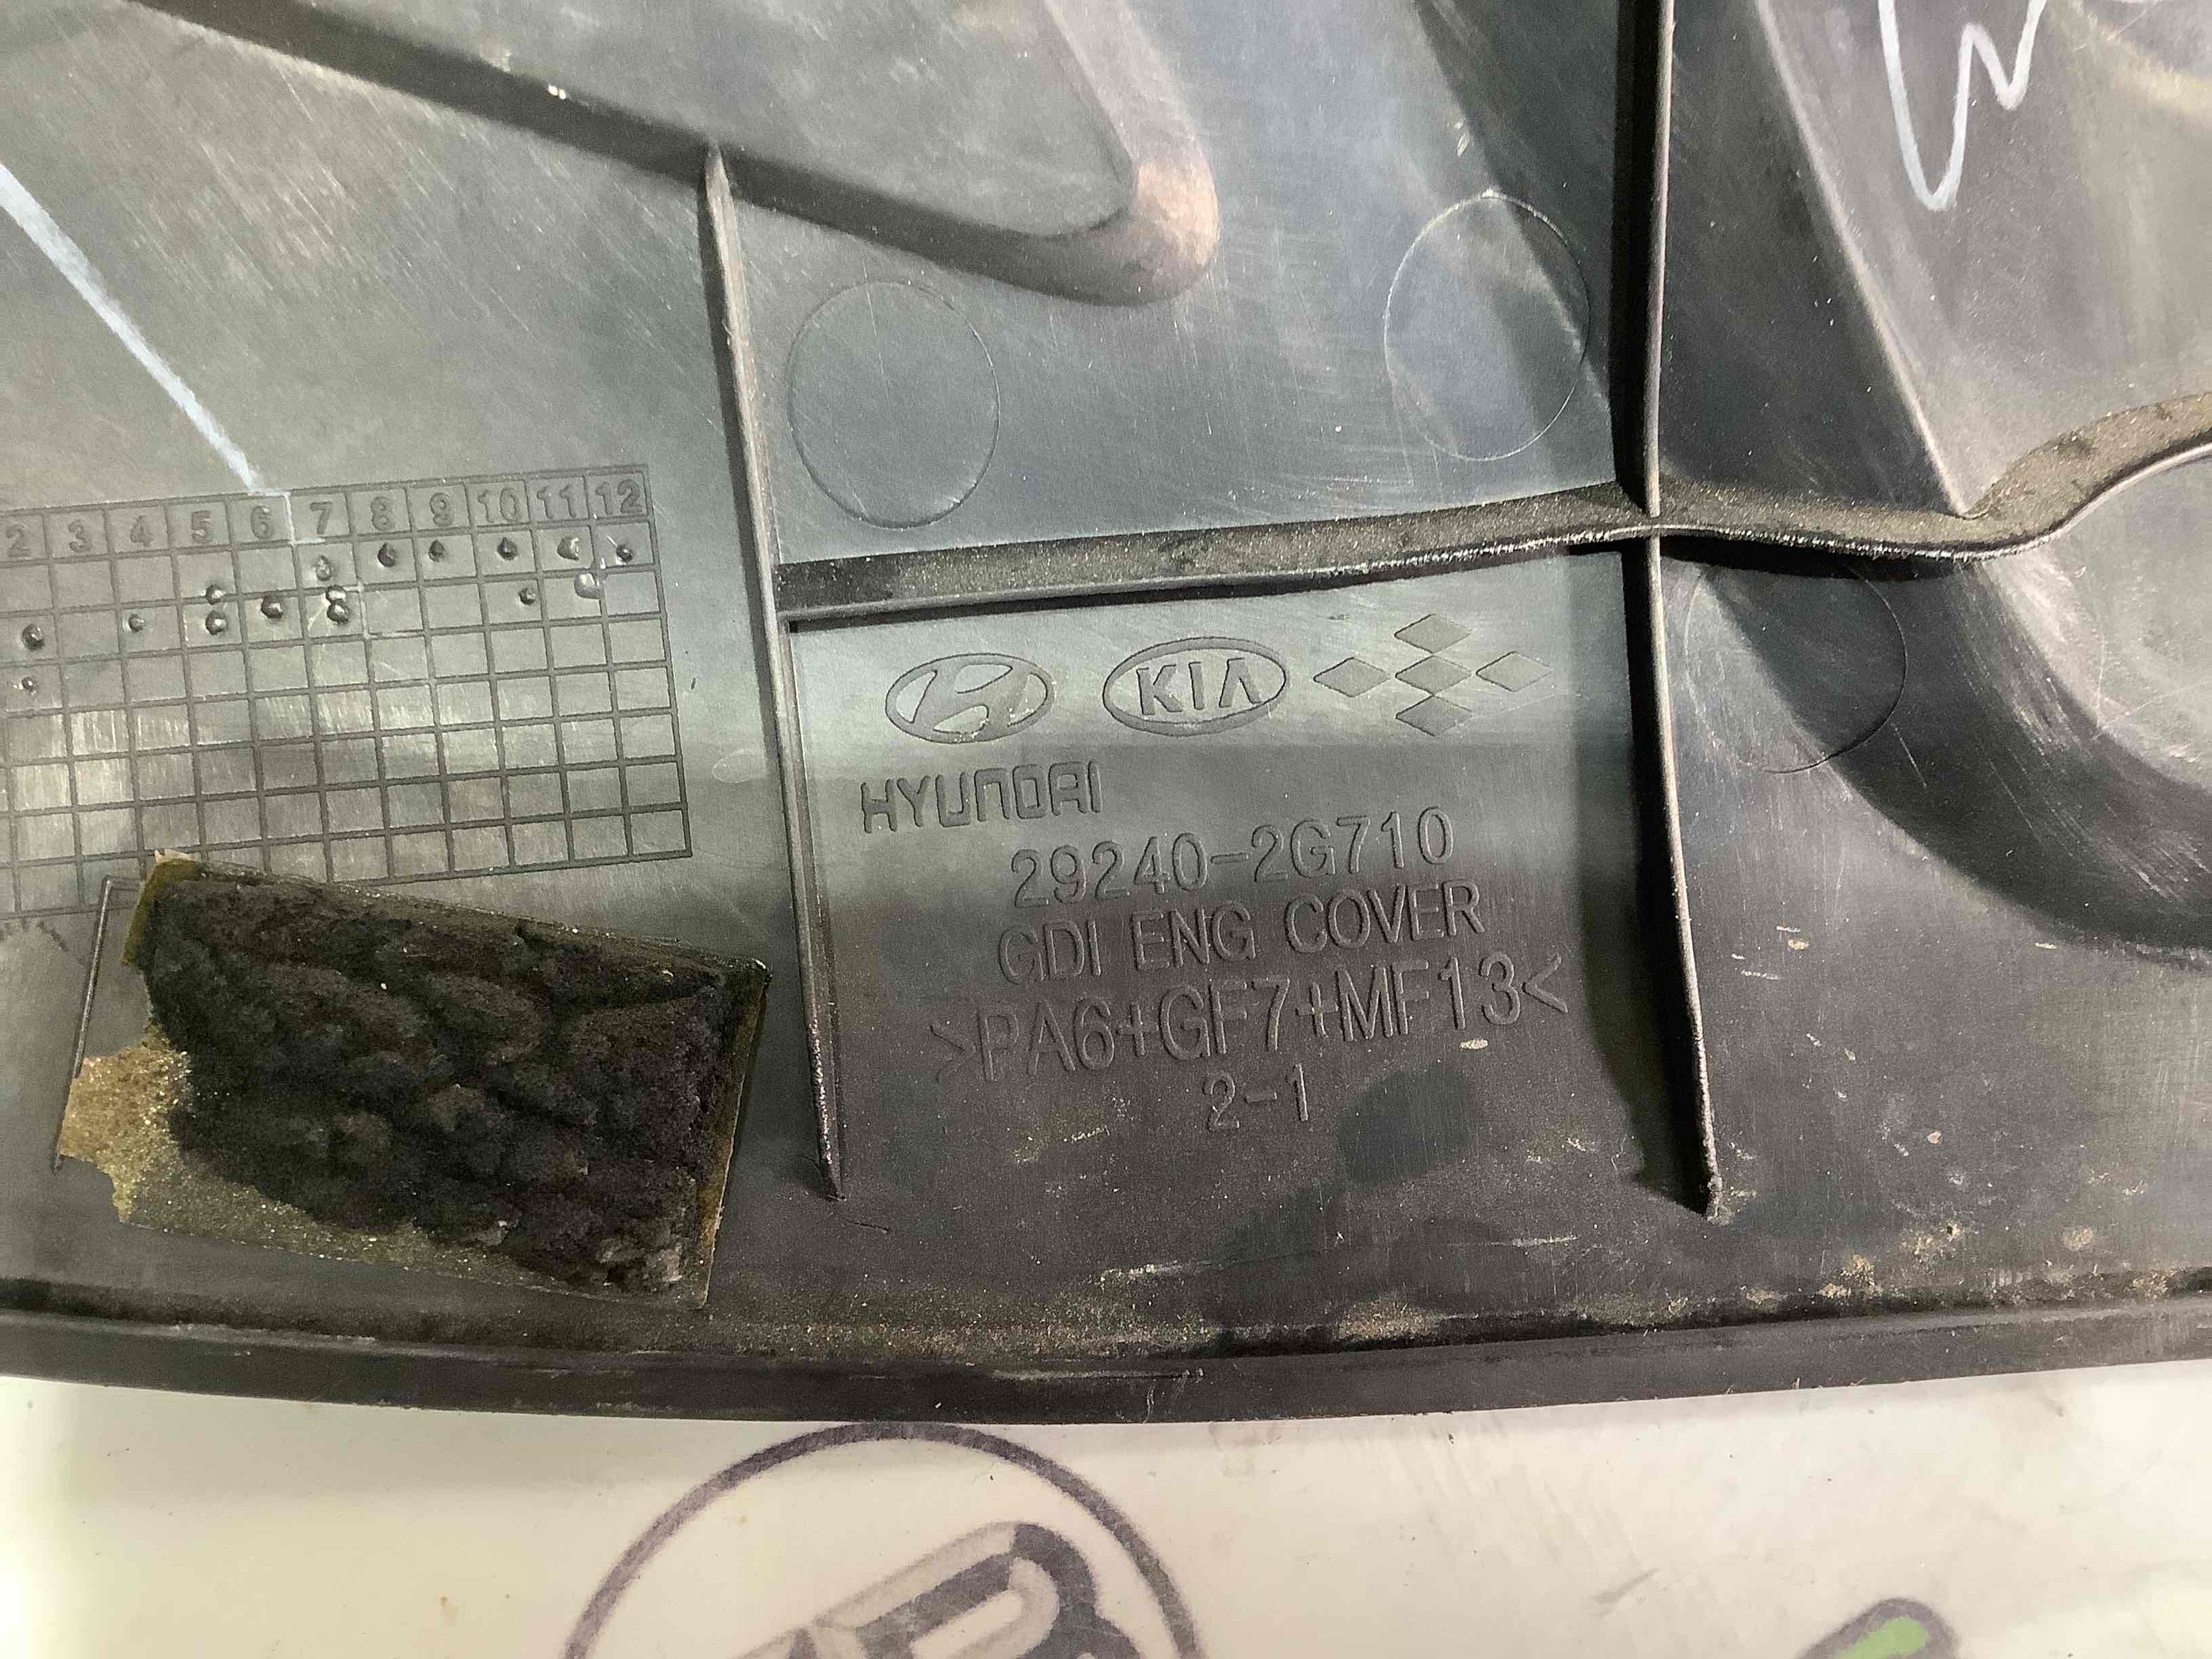 2 3 4 5 6 7 8 9 10 11 12
KIA
HYUNDAI
29240-2G710
GDI ENG COVER
>PA6+GF7+MF13<
2-1